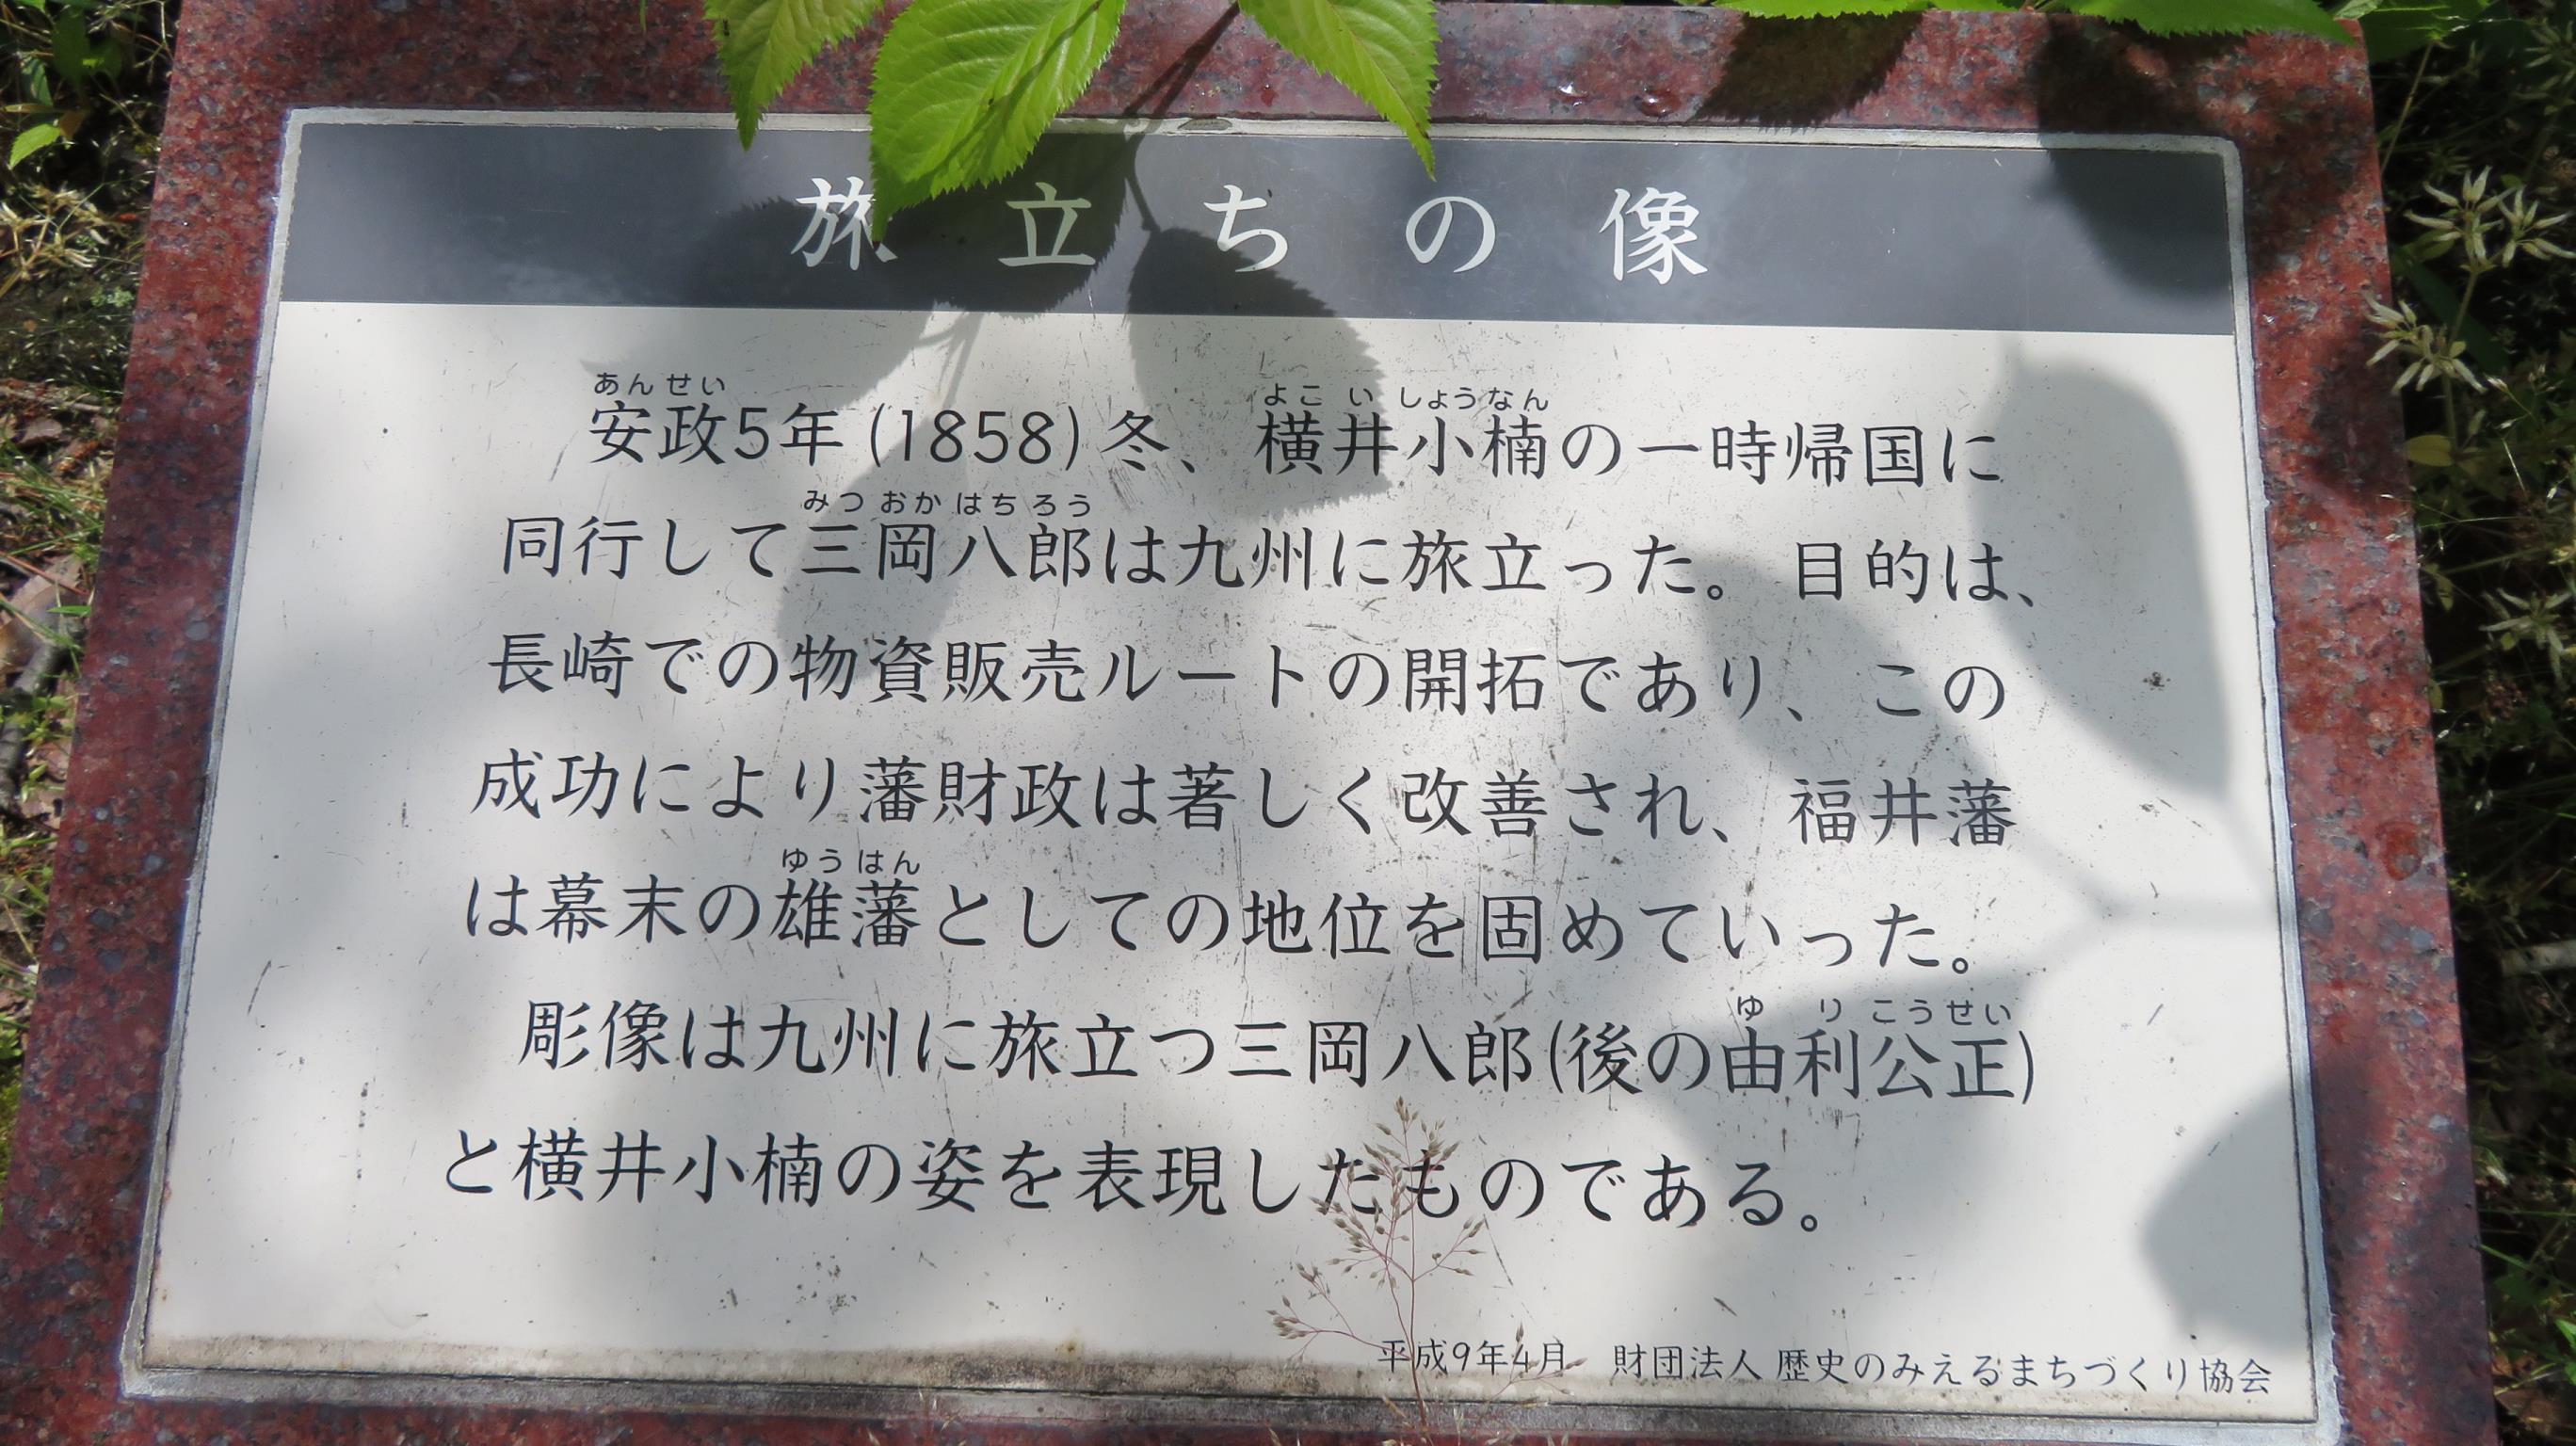 旅立ちの像
あんせい よこいしょうなん
安政5年(1858)冬、横井小楠の一時帰国に
みつおかはちろう
同行して三岡八郎は九州に旅立った。目的は、
長崎での物資販売ルートの開拓であり、この
成功により藩財政は著しく改善され、福井藩
ゆうはん
は幕末の雄藩としての地位を固めていった。
ゆりこうせい
彫像は九州に旅立つ三岡八郎(後の由利公正)
と横井小楠の姿を表現したものである。
平成9年4月 財団法人 歴史のみえるまちづくり協会